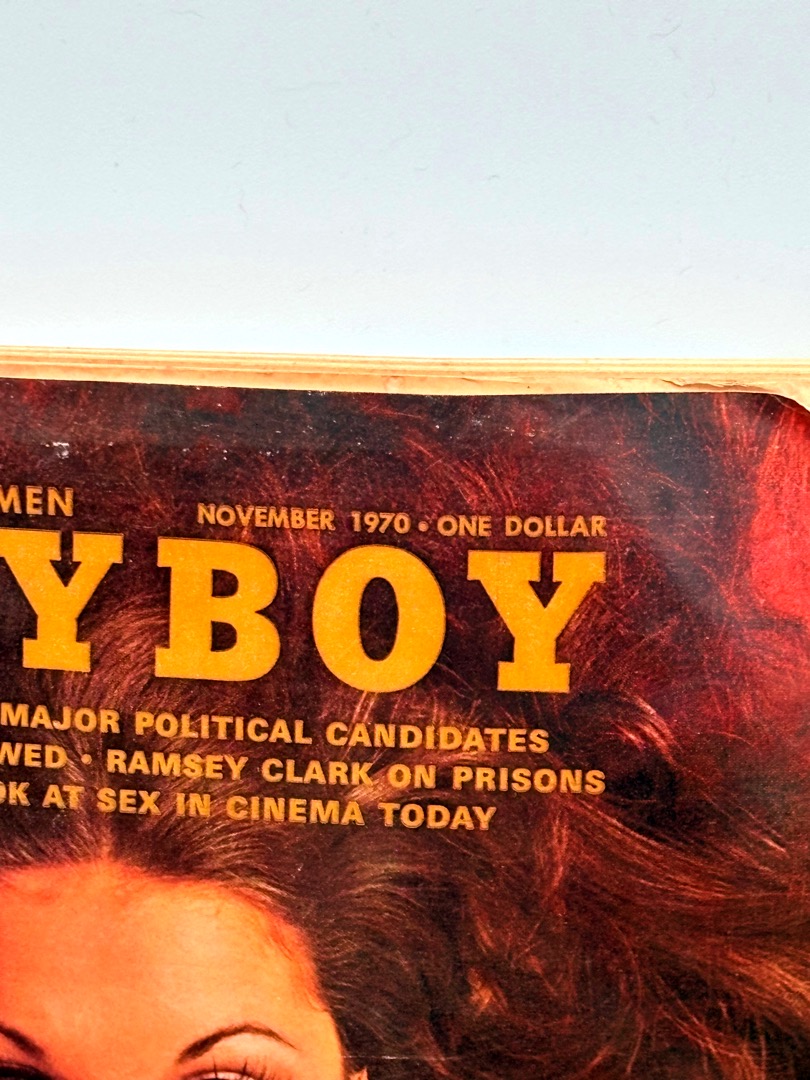 MEN
NOVEMBER 1970 • ONE DOLLAR
YBOY
MAJOR POLITICAL CANDIDATES
WED • RAMSEY CLARK ON PRISONS
OK AT SEX IN CINEMA TODAY